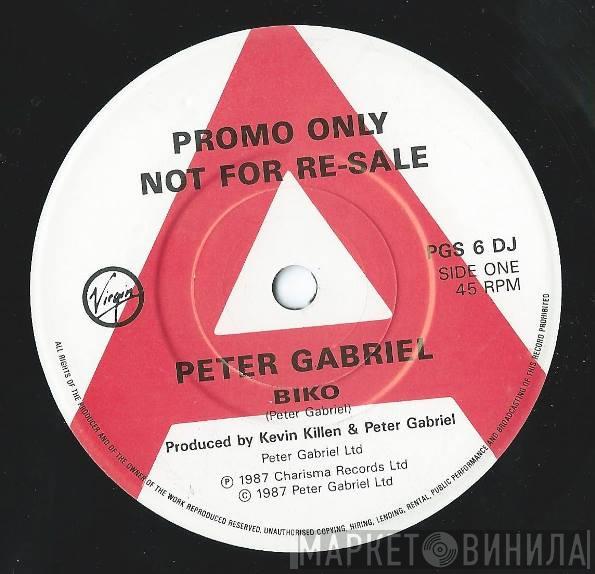 PROMO ONLY
NOT FOR RE-SALE
PGS 6 DJ
SIDE ONE
45 RPM
Virgin
PETER GABRIEL
BIKO
(Peter Gabriel)
Produced by Kevin Killen & Peter Gabriel
Peter Gabriel Ltd
℗ 1987 Charisma Records Ltd
© 1987 Peter Gabriel Ltd
ALL RIGHTS OF THE PRODUCER AND OF THE OWNER OF THE WORK REPRODUCED RESERVED. UNAUTHORISED COPYING, HIRING, LENDING, RENTAL, PUBLIC PERFORMANCE AND BROADCASTING OF THIS RECORD PROHIBITED
МАРКЕТ ВИНИЛА